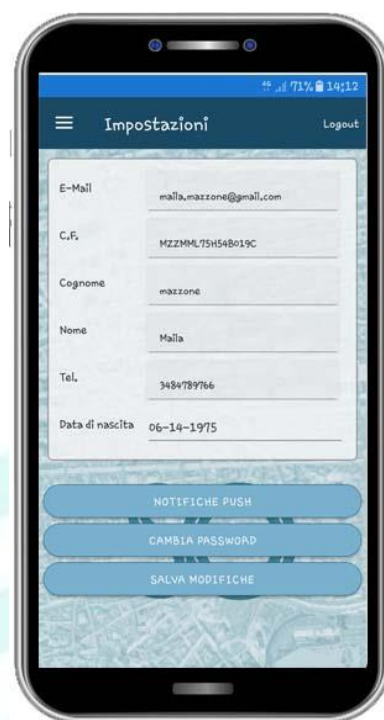 4G 71% 14:12
Impostazioni Logout
E-Mail maila.mazzone@gmail.com
C.F. MZZMML75H54B019C
Cognome mazzone
Nome Maila
Tel. 3484789766
Data di nascita 06-14-1975
NOTIFICHE PUSH
CAMBIA PASSWORD
SALVA MODIFICHE